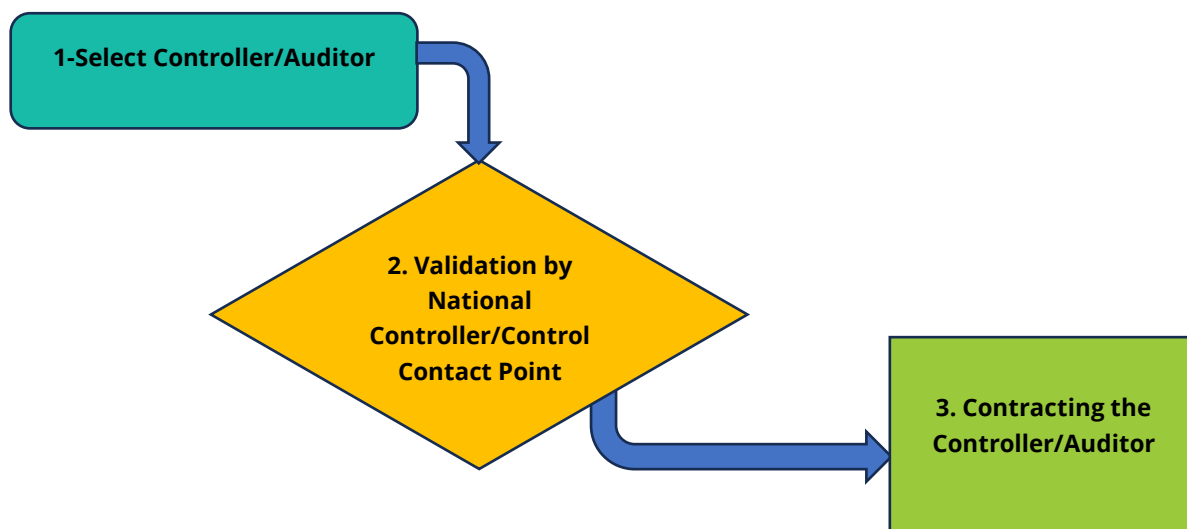 1-Select Controller/Auditor
2. Validation by
National
Controller/Control
Contact Point
3. Contracting the
Controller/Auditor